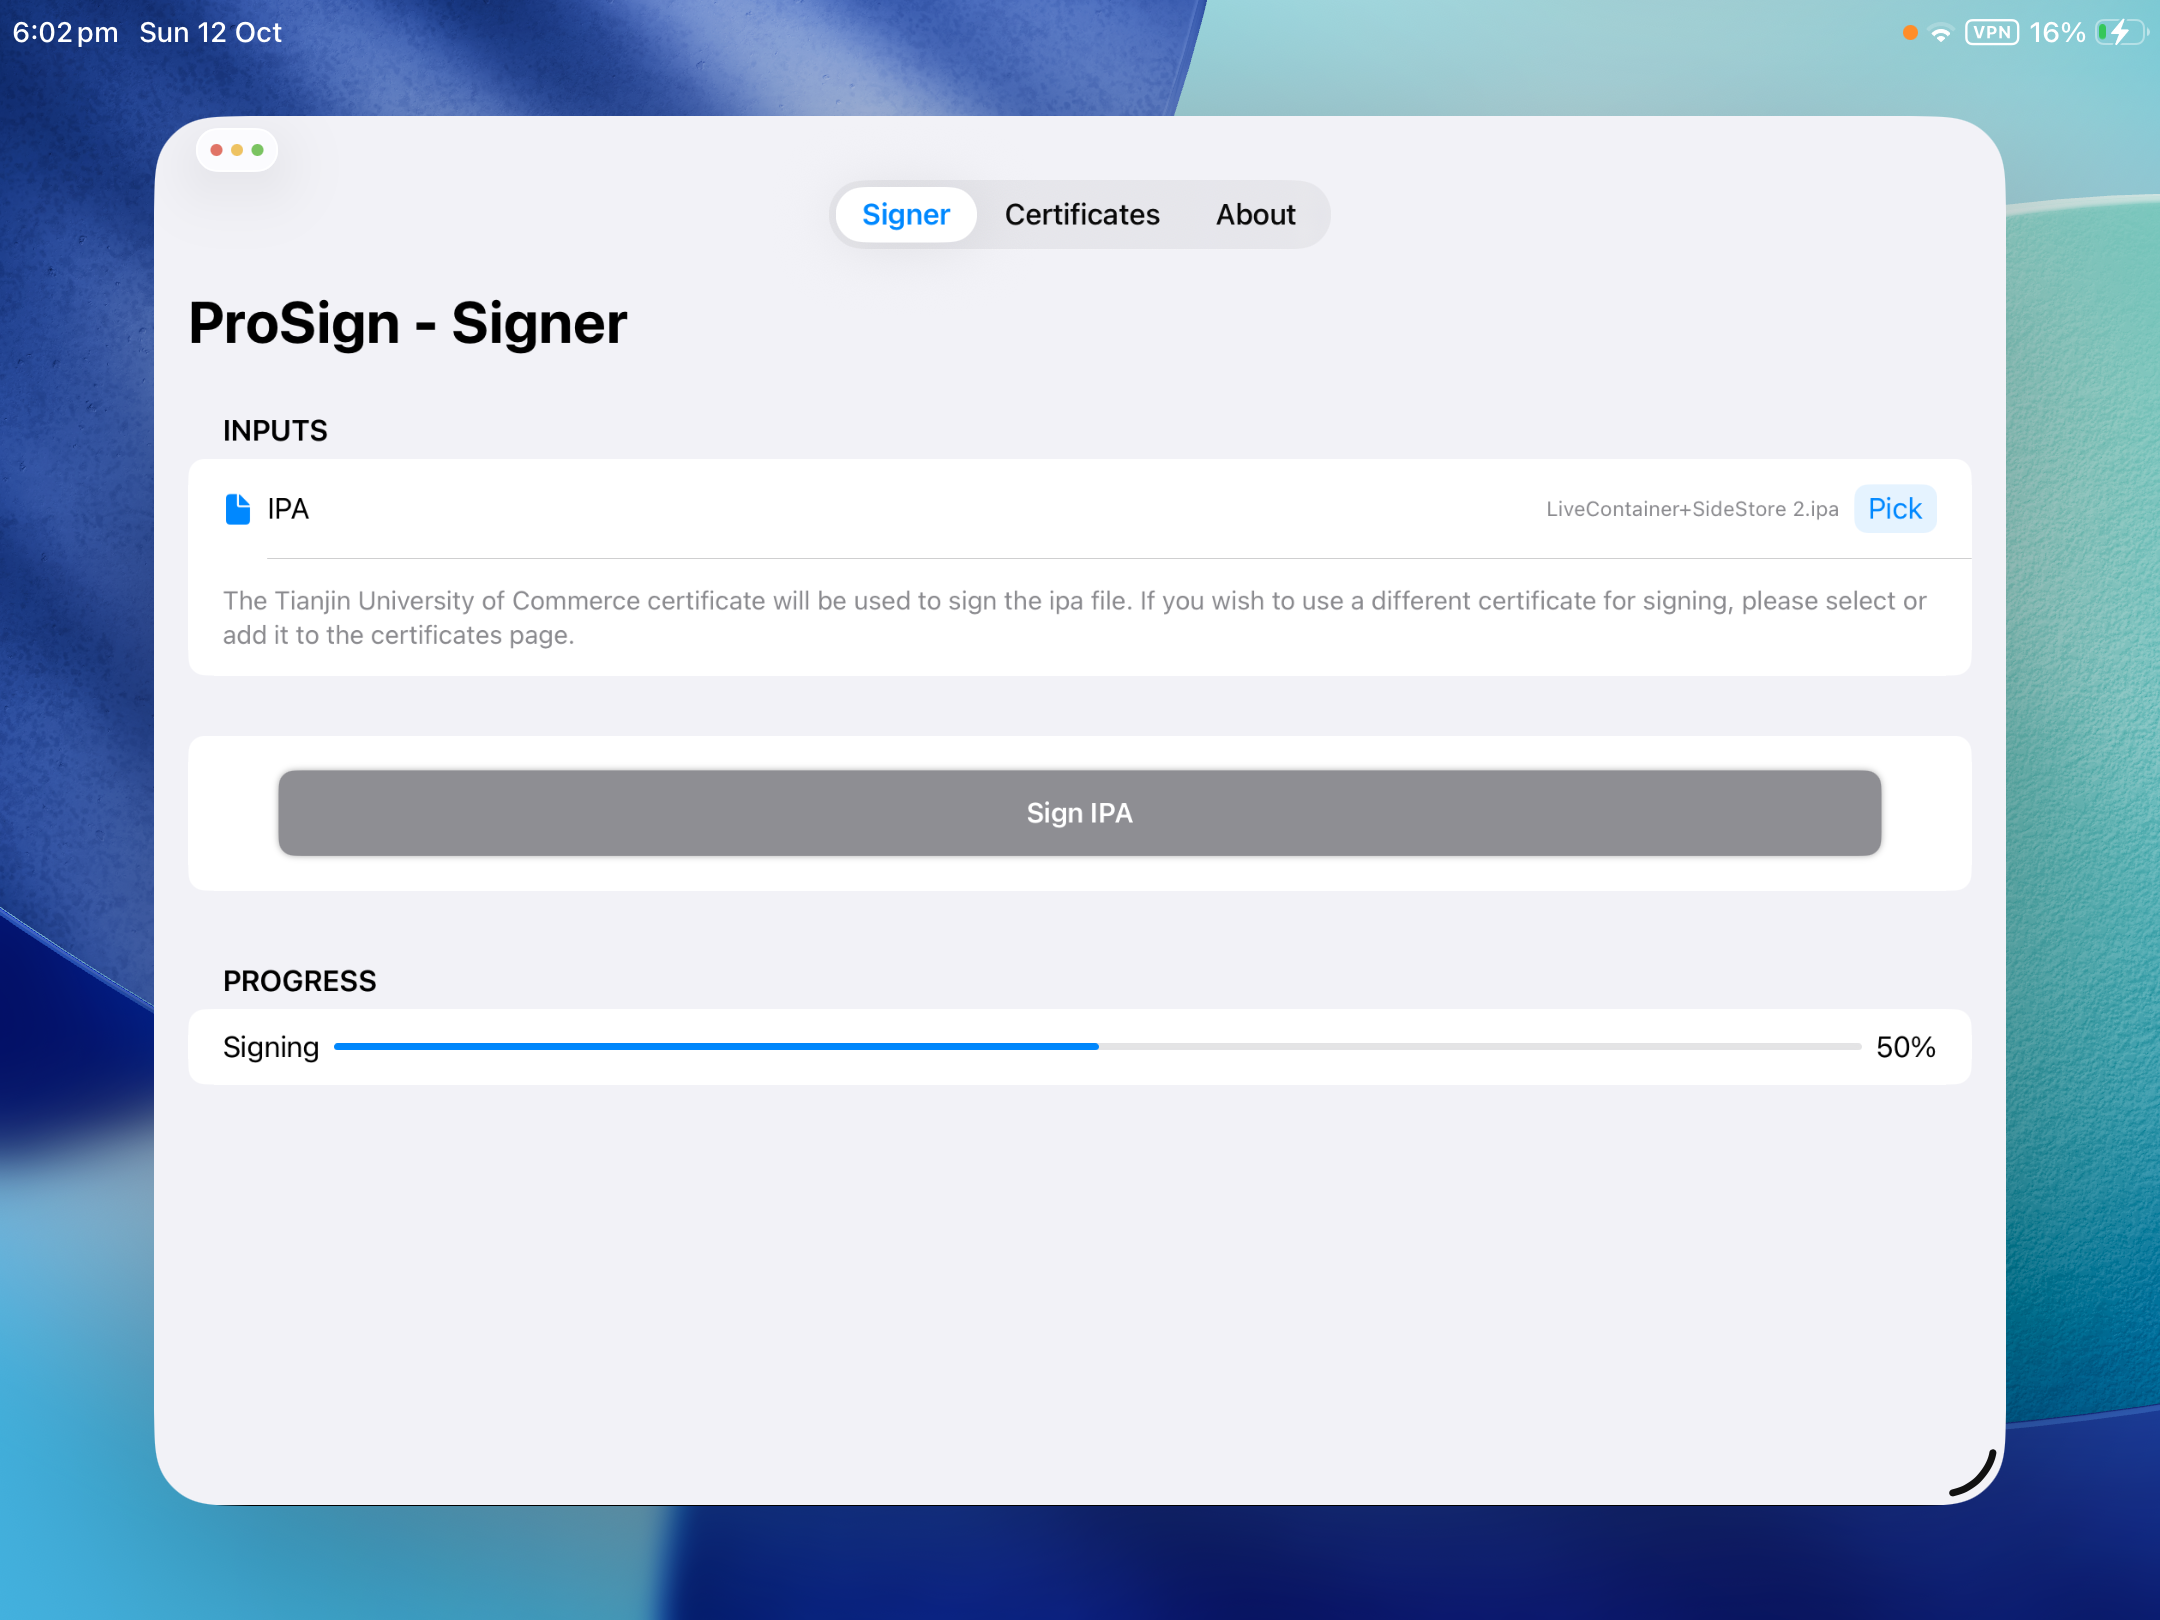 6:02 pm Sun 12 Oct
VPN 16%
Signer Certificates About
ProSign - Signer
INPUTS
IPA LiveContainer+SideStore 2.ipa Pick
The Tianjin University of Commerce certificate will be used to sign the ipa file. If you wish to use a different certificate for signing, please select or
add it to the certificates page.
Sign IPA
PROGRESS
Signing 50%